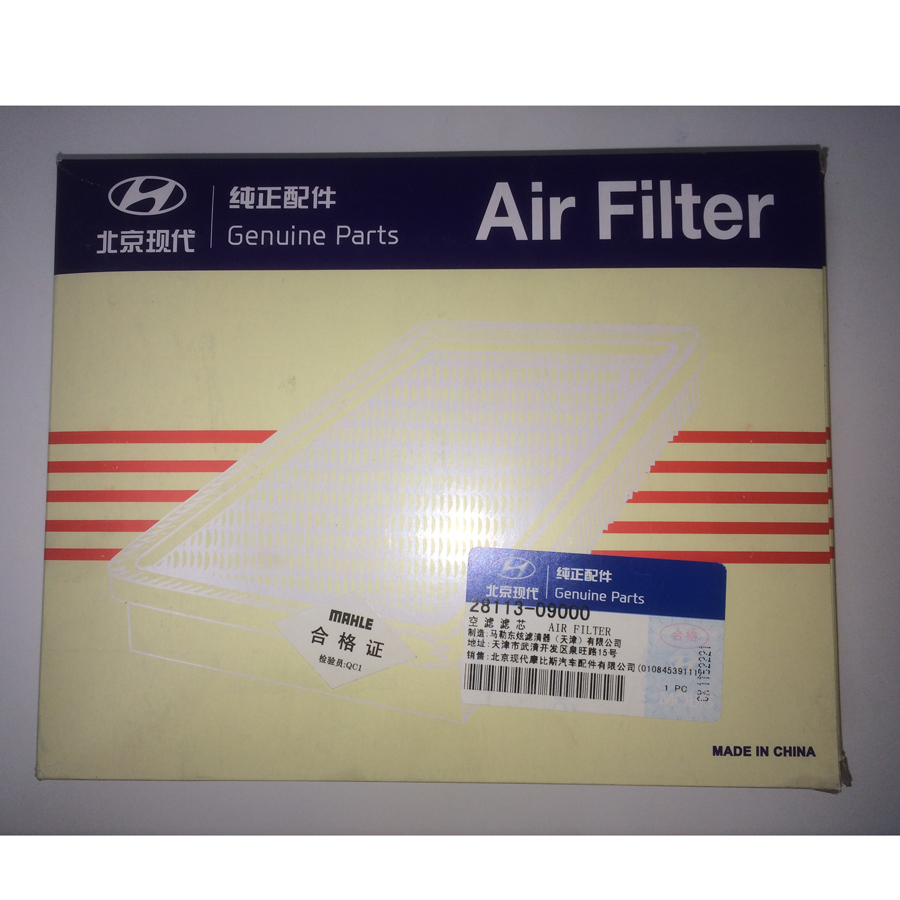 纯正配件
Air Filter
北京现代
Genuine Parts
纯正配件
北京现代
Genuine Parts
28113-09000
空滤滤芯 AIR FILTER
制造:马勒东炫滤清器(天津)有限公司
地址:天津市武清开发区泉旺路15号
销售:北京现代摩比斯汽车配件有限公司(01084539111)
合格
1 PC
MAHLE
合格证
检验员:QC1
MADE IN CHINA